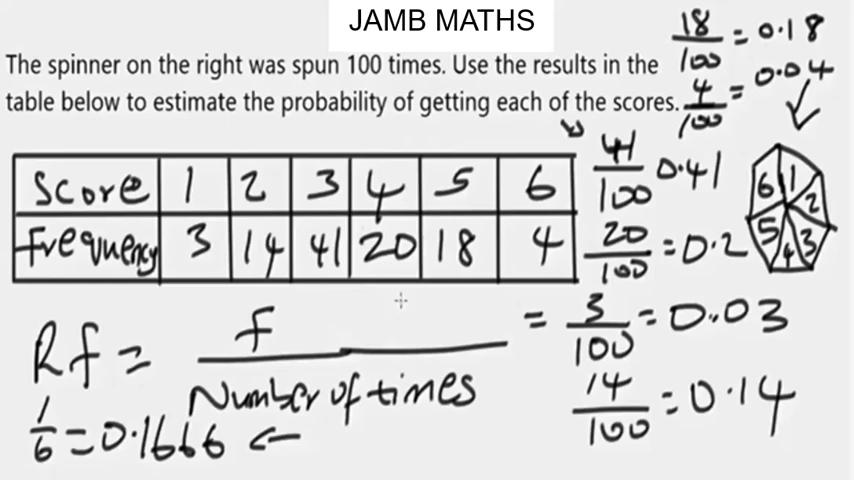 JAMB MATHS
The spinner on the right was spun 100 times. Use the results in the
table below to estimate the probability of getting each of the scores.
18/100 = 0.18
4/100 = 0.04
Score 1 2 3 4 5 6
Frequency 3 14 41 20 18 4
41/100 0.41
20/100 = 0.2
6 1 2 3 4 5
Rf = f / Number of times
= 3/100 = 0.03
14/100 = 0.14
1/6 = 0.1666 ←